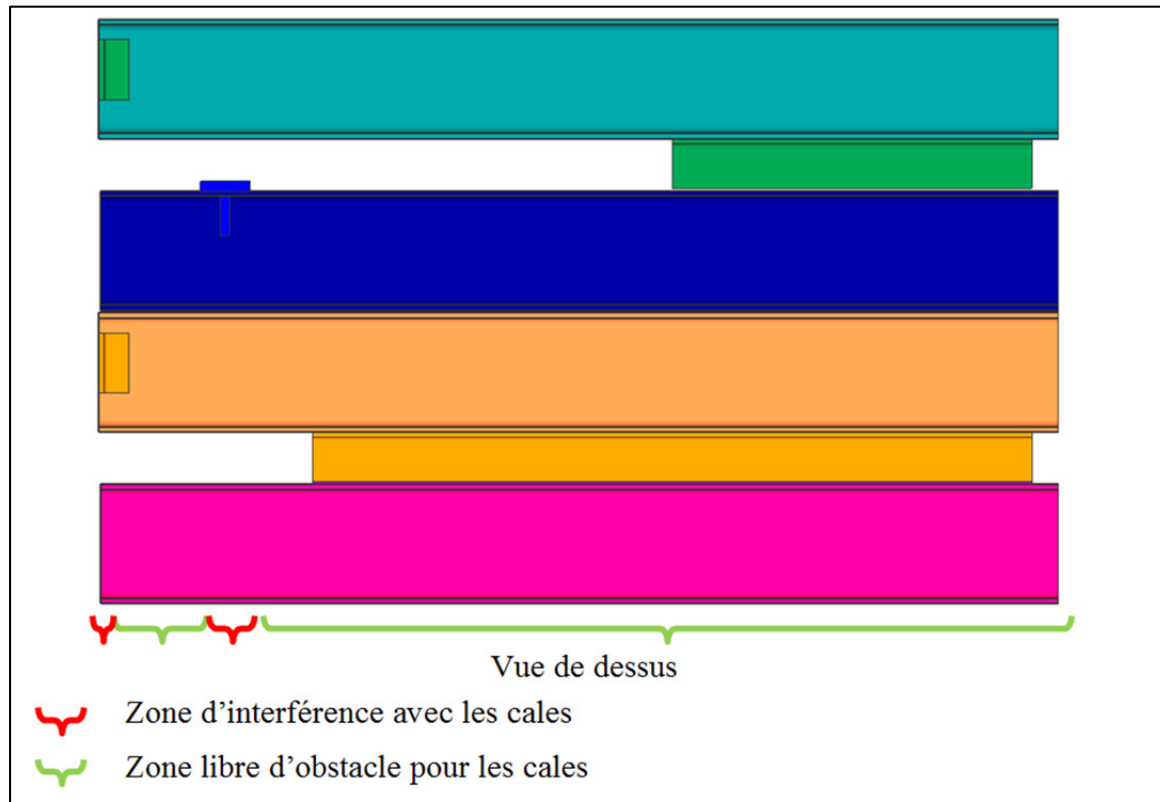 Vue de dessus
Zone d'interférence avec les cales
Zone libre d'obstacle pour les cales